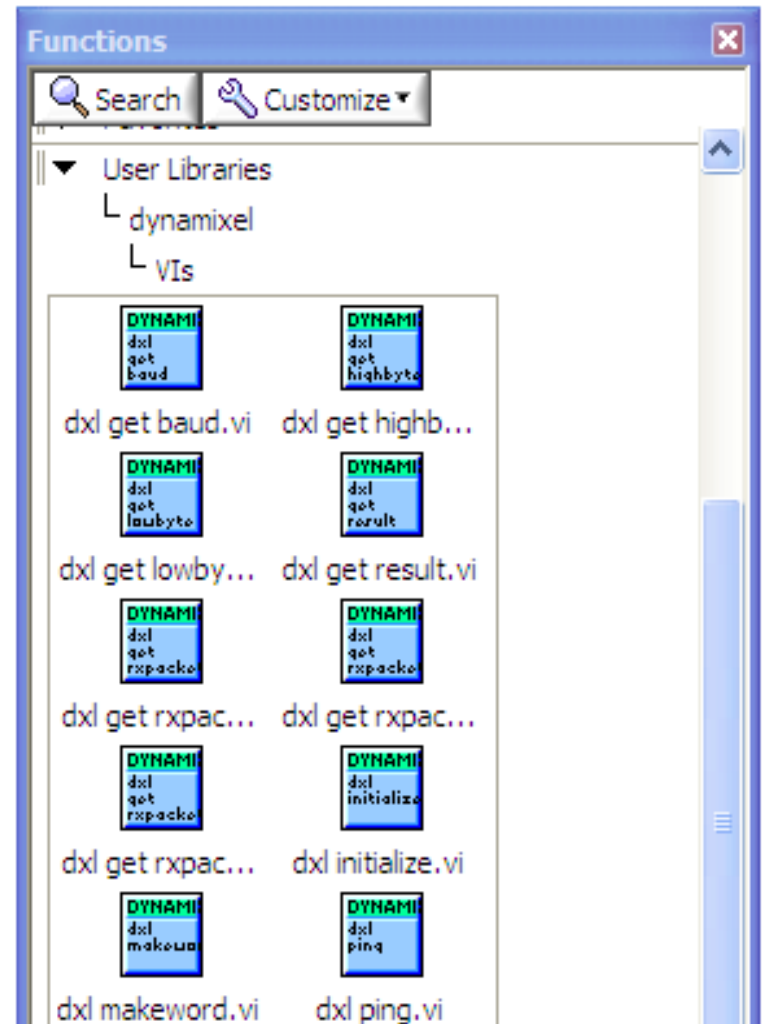 Functions
Search Customize
User Libraries
dynamixel
VIs
DYNAMI DYNAMI
dxl dxl
get get
baud highbyte
dxl get baud.vi dxl get highb...
DYNAMI DYNAMI
dxl dxl
get get
lowbyte result
dxl get lowby... dxl get result.vi
DYNAMI DYNAMI
dxl dxl
get get
rxpacke rxpacke
dxl get rxpac... dxl get rxpac...
DYNAMI DYNAMI
dxl dxl
get initialize
rxpacke
dxl get rxpac... dxl initialize.vi
DYNAMI DYNAMI
dxl dxl
makewo ping
dxl makeword.vi dxl ping.vi